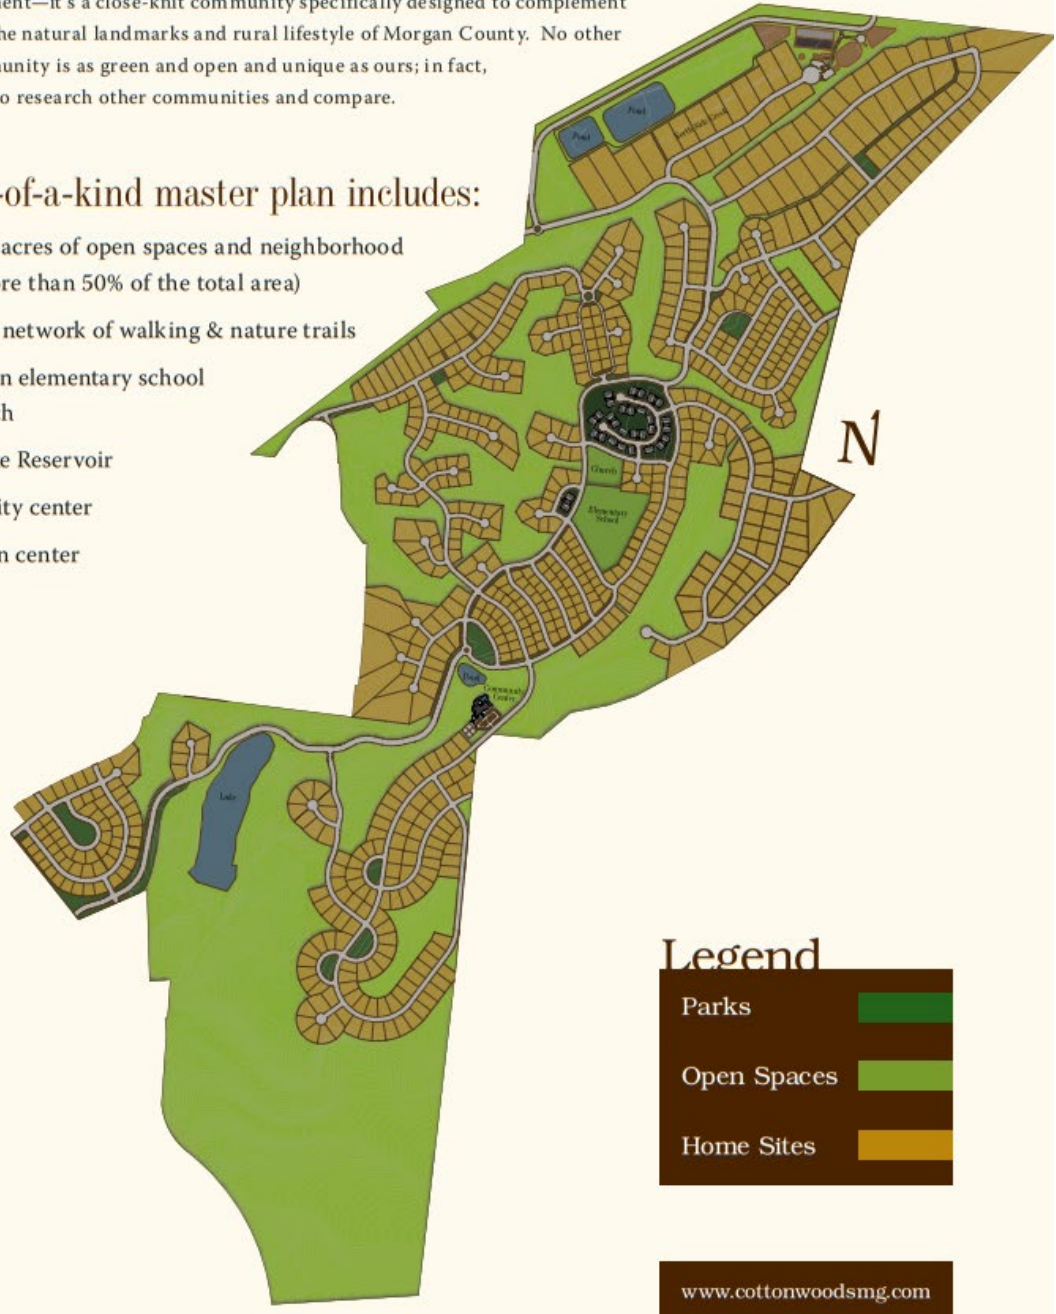 ent—it's a close-knit community specifically designed to complement
he natural landmarks and rural lifestyle of Morgan County. No other
unity is as green and open and unique as ours; in fact,
o research other communities and compare.
-of-a-kind master plan includes:
acres of open spaces and neighborhood
re than 50% of the total area)
network of walking & nature trails
n elementary school
h
e Reservoir
ity center
n center
Pond
Pond
N
Church
Elementary
School
Pond
Community
Center
Lake
Legend
Parks
Open Spaces
Home Sites
www.cottonwoodsmg.com